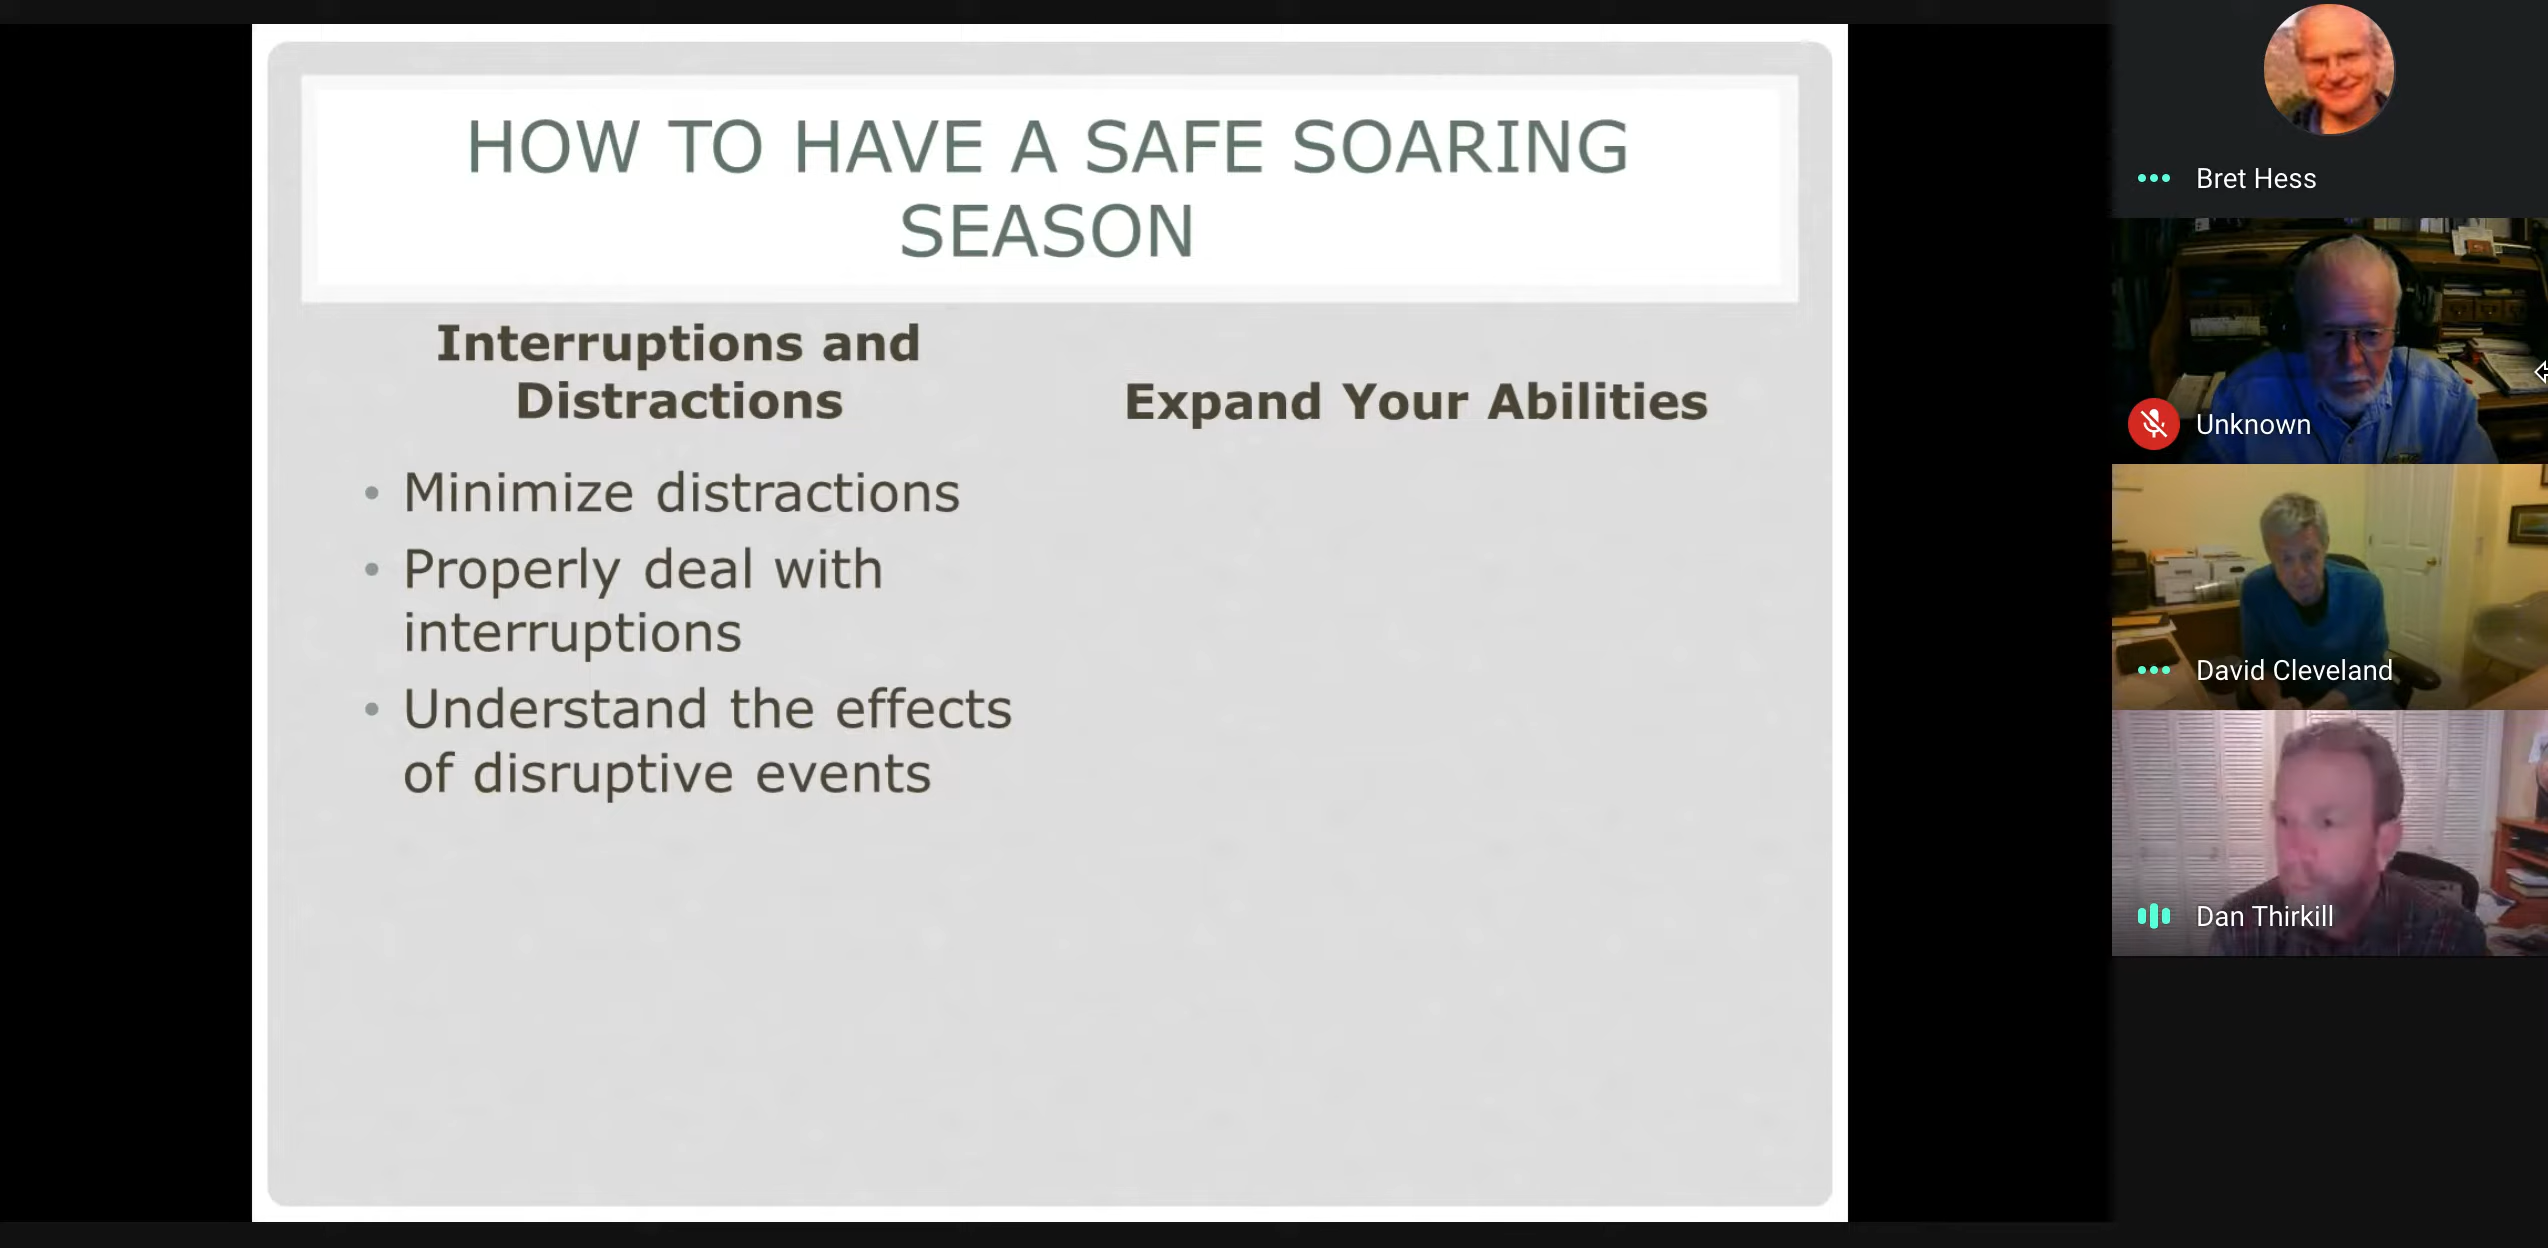 HOW TO HAVE A SAFE SOARING
SEASON
Interruptions and
Distractions
• Minimize distractions
• Properly deal with
interruptions
• Understand the effects
of disruptive events
Expand Your Abilities
Bret Hess
Unknown
David Cleveland
Dan Thirkill